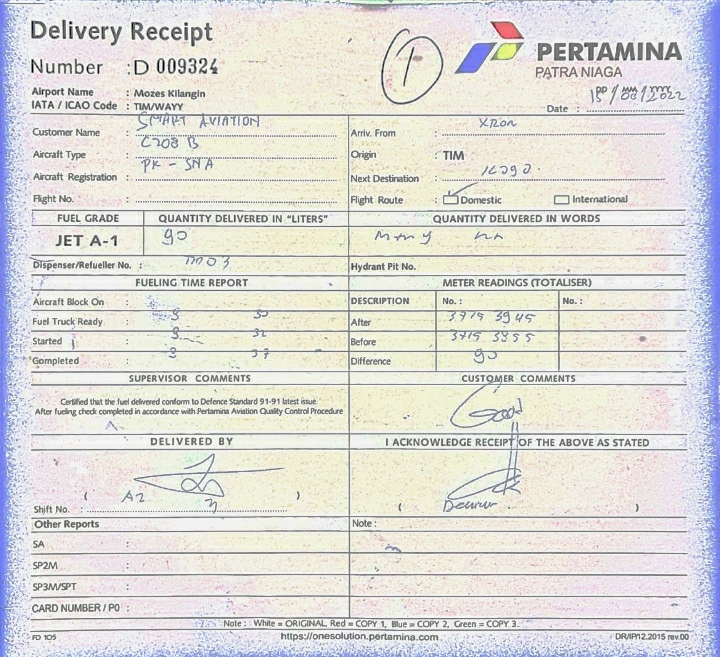 Delivery Receipt
Number : D 009324
1
PERTAMINA
PATRA NIAGA
Airport Name : Mozes Kilangin
IATA / ICAO Code : TIM/WAYY
Date : 15/08/2022
Customer Name : SMART AVIATION
Arriv. From :
Aircraft Type : C208 B
Origin : TIM
Aircraft Registration : PK - SNA
Next Destination :
Flight No. :
Flight Route : Domestic International
FUEL GRADE QUANTITY DELIVERED IN "LITERS" QUANTITY DELIVERED IN WORDS
JET A-1 90
Dispenser/Refueller No. :
Hydrant Pit No. :
FUELING TIME REPORT METER READINGS (TOTALISER)
Aircraft Block On :
DESCRIPTION No. : No. :
Fuel Truck Ready :
After 3715 3945
Started :
Before 3715 3855
Completed :
Difference 90
SUPERVISOR COMMENTS CUSTOMER COMMENTS
Certified that the fuel delivered conform to Defence Standard 91-91 latest issue.
After fueling check completed in accordance with Pertamina Aviation Quality Control Procedure
Good
DELIVERED BY I ACKNOWLEDGE RECEIPT OF THE ABOVE AS STATED
Shift No. : ( A2 ) ( )
Other Reports Note :
SA :
SP2M :
SP3M/SPT :
CARD NUMBER / P0 :
Note : White = ORIGINAL, Red = COPY 1, Blue = COPY 2, Green = COPY 3.
FD 105 https://onesolution.pertamina.com DR/IP/12.2015 rev.00